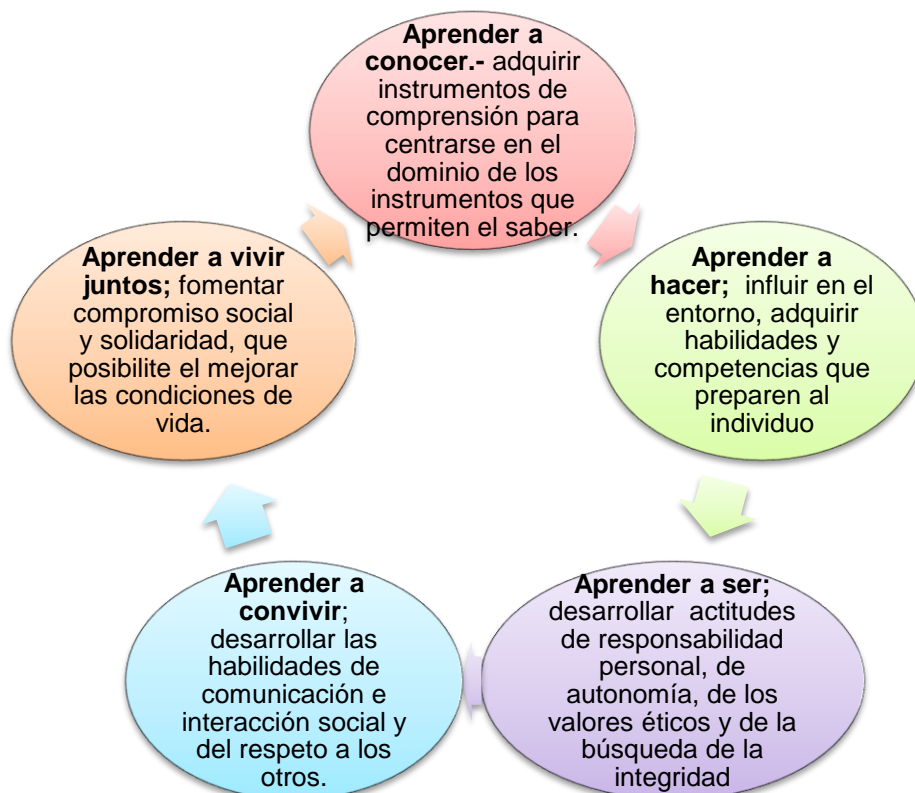 Aprender a
conocer.- adquirir
instrumentos de
comprensión para
centrarse en el
dominio de los
instrumentos que
permiten el saber.
Aprender a
hacer; influir en el
entorno, adquirir
habilidades y
competencias que
preparen al
individuo
Aprender a ser;
desarrollar actitudes
de responsabilidad
personal, de
autonomía, de los
valores éticos y de la
búsqueda de la
integridad
Aprender a
convivir;
desarrollar las
habilidades de
comunicación e
interacción social y
del respeto a los
otros.
Aprender a vivir
juntos; fomentar
compromiso social
y solidaridad, que
posibilite el mejorar
las condiciones de
vida.